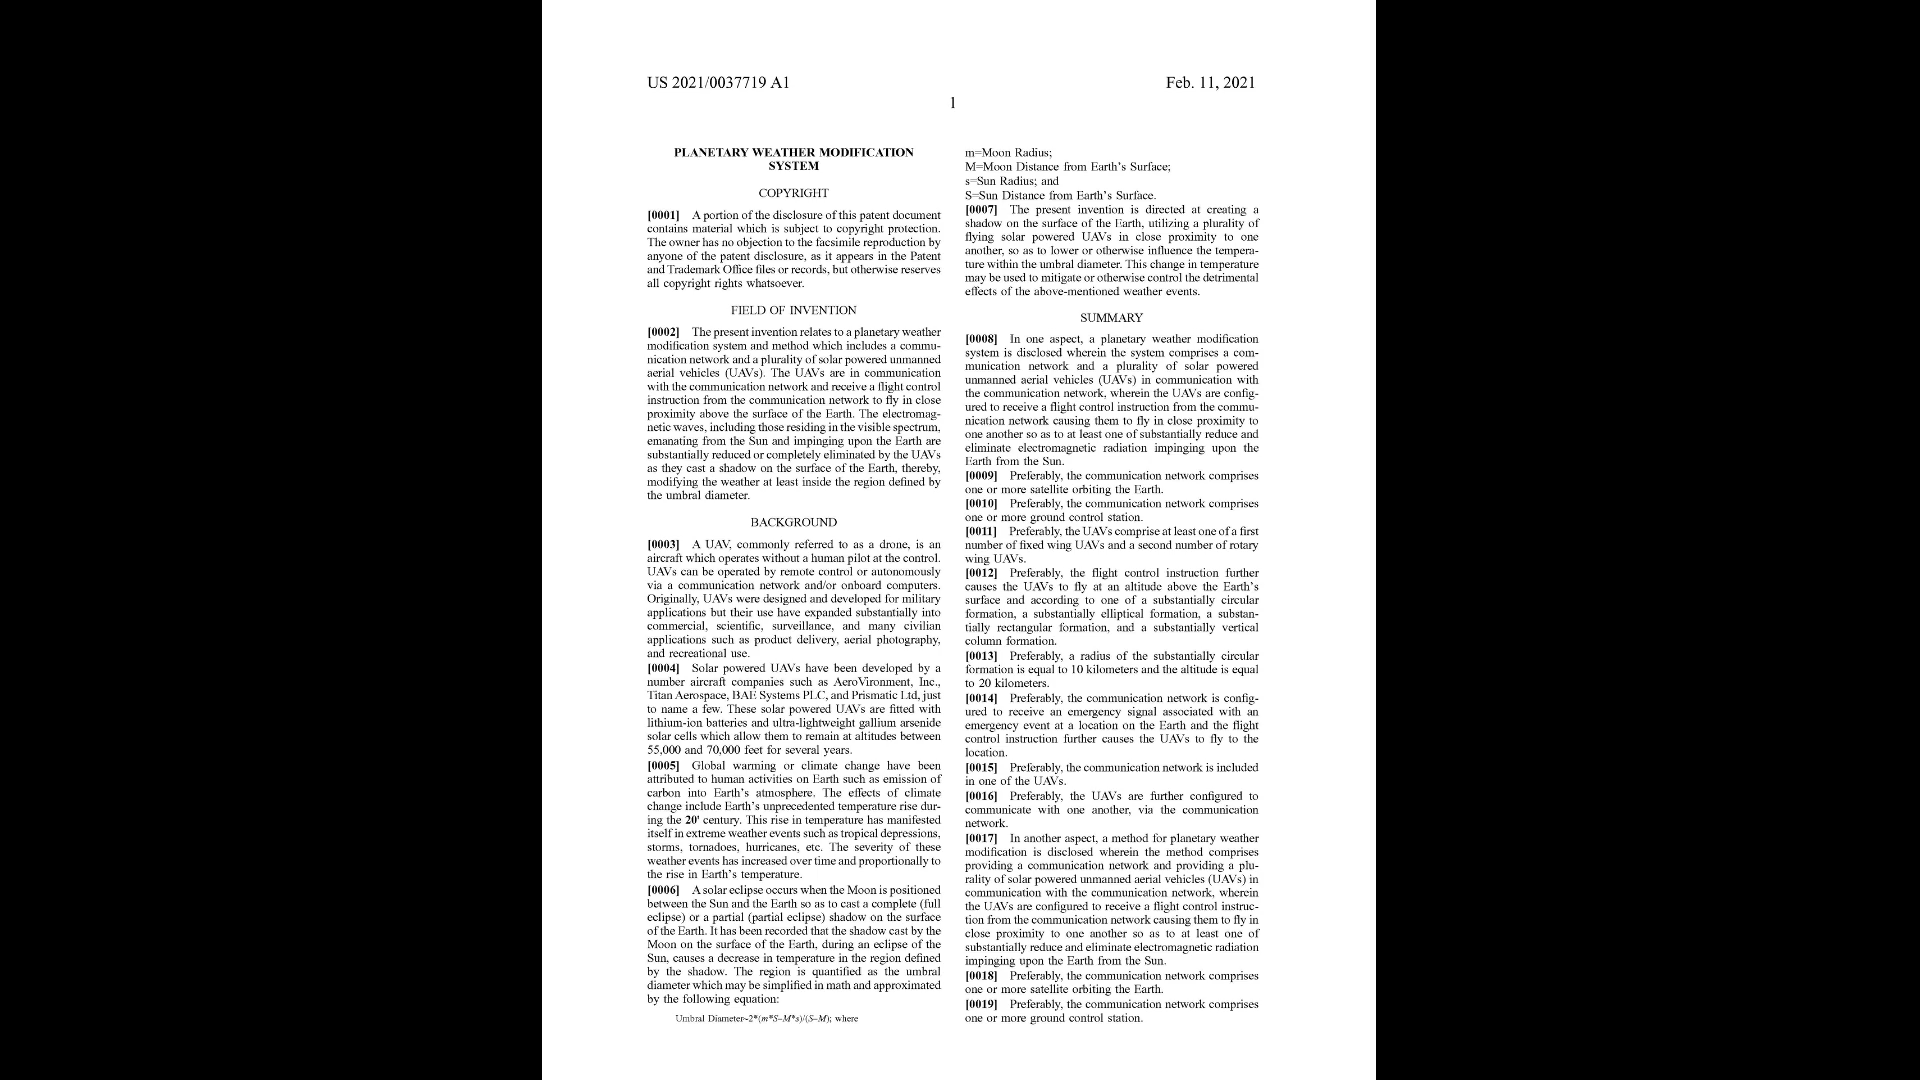 US 2021/0037719 A1
Feb. 11, 2021
1
PLANETARY WEATHER MODIFICATION
SYSTEM
COPYRIGHT
[0001] A portion of the disclosure of this patent document
contains material which is subject to copyright protection.
The owner has no objection to the facsimile reproduction by
anyone of the patent disclosure, as it appears in the Patent
and Trademark Office files or records, but otherwise reserves
all copyright rights whatsoever.
FIELD OF INVENTION
[0002] The present invention relates to a planetary weather
modification system and method which includes a commu-
nication network and a plurality of solar powered unmanned
aerial vehicles (UAVs). The UAVs are in communication
with the communication network and receive a flight control
instruction from the communication network to fly in close
proximity above the surface of the Earth. The electromag-
netic waves, including those residing in the visible spectrum,
emanating from the Sun and impinging upon the Earth are
substantially reduced or completely eliminated by the UAVs
as they cast a shadow on the surface of the Earth, thereby,
modifying the weather at least inside the region defined by
the umbral diameter.
BACKGROUND
[0003] A UAV, commonly referred to as a drone, is an
aircraft which operates without a human pilot at the control.
UAVs can be operated by remote control or autonomously
via a communication network and/or onboard computers.
Originally, UAVs were designed and developed for military
applications but their use have expanded substantially into
commercial, scientific, surveillance, and many civilian
applications such as product delivery, aerial photography,
and recreational use.
[0004] Solar powered UAVs have been developed by a
number aircraft companies such as AeroVironment, Inc.,
Titan Aerospace, BAE Systems PLC, and Prismatic Ltd, just
to name a few. These solar powered UAVs are fitted with
lithium-ion batteries and ultra-lightweight gallium arsenide
solar cells which allow them to remain at altitudes between
55,000 and 70,000 feet for several years.
[0005] Global warming or climate change have been
attributed to human activities on Earth such as emission of
carbon into Earth's atmosphere. The effects of climate
change include Earth's unprecedented temperature rise dur-
ing the 20' century. This rise in temperature has manifested
itself in extreme weather events such as tropical depressions,
storms, tornadoes, hurricanes, etc. The severity of these
weather events has increased over time and proportionally to
the rise in Earth's temperature.
[0006] A solar eclipse occurs when the Moon is positioned
between the Sun and the Earth so as to cast a complete (full
eclipse) or a partial (partial eclipse) shadow on the surface
of the Earth. It has been recorded that the shadow cast by the
Moon on the surface of the Earth, during an eclipse of the
Sun, causes a decrease in temperature in the region defined
by the shadow. The region is quantified as the umbral
diameter which may be simplified in math and approximated
by the following equation:
Umbral Diameter~2*(m*S–M*s)/(S–M); where
m=Moon Radius;
M=Moon Distance from Earth's Surface;
s=Sun Radius; and
S=Sun Distance from Earth's Surface.
[0007] The present invention is directed at creating a
shadow on the surface of the Earth, utilizing a plurality of
flying solar powered UAVs in close proximity to one
another, so as to lower or otherwise influence the tempera-
ture within the umbral diameter. This change in temperature
may be used to mitigate or otherwise control the detrimental
effects of the above-mentioned weather events.
SUMMARY
[0008] In one aspect, a planetary weather modification
system is disclosed wherein the system comprises a com-
munication network and a plurality of solar powered
unmanned aerial vehicles (UAVs) in communication with
the communication network, wherein the UAVs are config-
ured to receive a flight control instruction from the commu-
nication network causing them to fly in close proximity to
one another so as to at least one of substantially reduce and
eliminate electromagnetic radiation impinging upon the
Earth from the Sun.
[0009] Preferably, the communication network comprises
one or more satellite orbiting the Earth.
[0010] Preferably, the communication network comprises
one or more ground control station.
[0011] Preferably, the UAVs comprise at least one of a first
number of fixed wing UAVs and a second number of rotary
wing UAVs.
[0012] Preferably, the flight control instruction further
causes the UAVs to fly at an altitude above the Earth's
surface and according to one of a substantially circular
formation, a substantially elliptical formation, a substan-
tially rectangular formation, and a substantially vertical
column formation.
[0013] Preferably, a radius of the substantially circular
formation is equal to 10 kilometers and the altitude is equal
to 20 kilometers.
[0014] Preferably, the communication network is config-
ured to receive an emergency signal associated with an
emergency event at a location on the Earth and the flight
control instruction further causes the UAVs to fly to the
location.
[0015] Preferably, the communication network is included
in one of the UAVs.
[0016] Preferably, the UAVs are further configured to
communicate with one another, via the communication
network.
[0017] In another aspect, a method for planetary weather
modification is disclosed wherein the method comprises
providing a communication network and providing a plu-
rality of solar powered unmanned aerial vehicles (UAVs) in
communication with the communication network, wherein
the UAVs are configured to receive a flight control instruc-
tion from the communication network causing them to fly in
close proximity to one another so as to at least one of
substantially reduce and eliminate electromagnetic radiation
impinging upon the Earth from the Sun.
[0018] Preferably, the communication network comprises
one or more satellite orbiting the Earth.
[0019] Preferably, the communication network comprises
one or more ground control station.